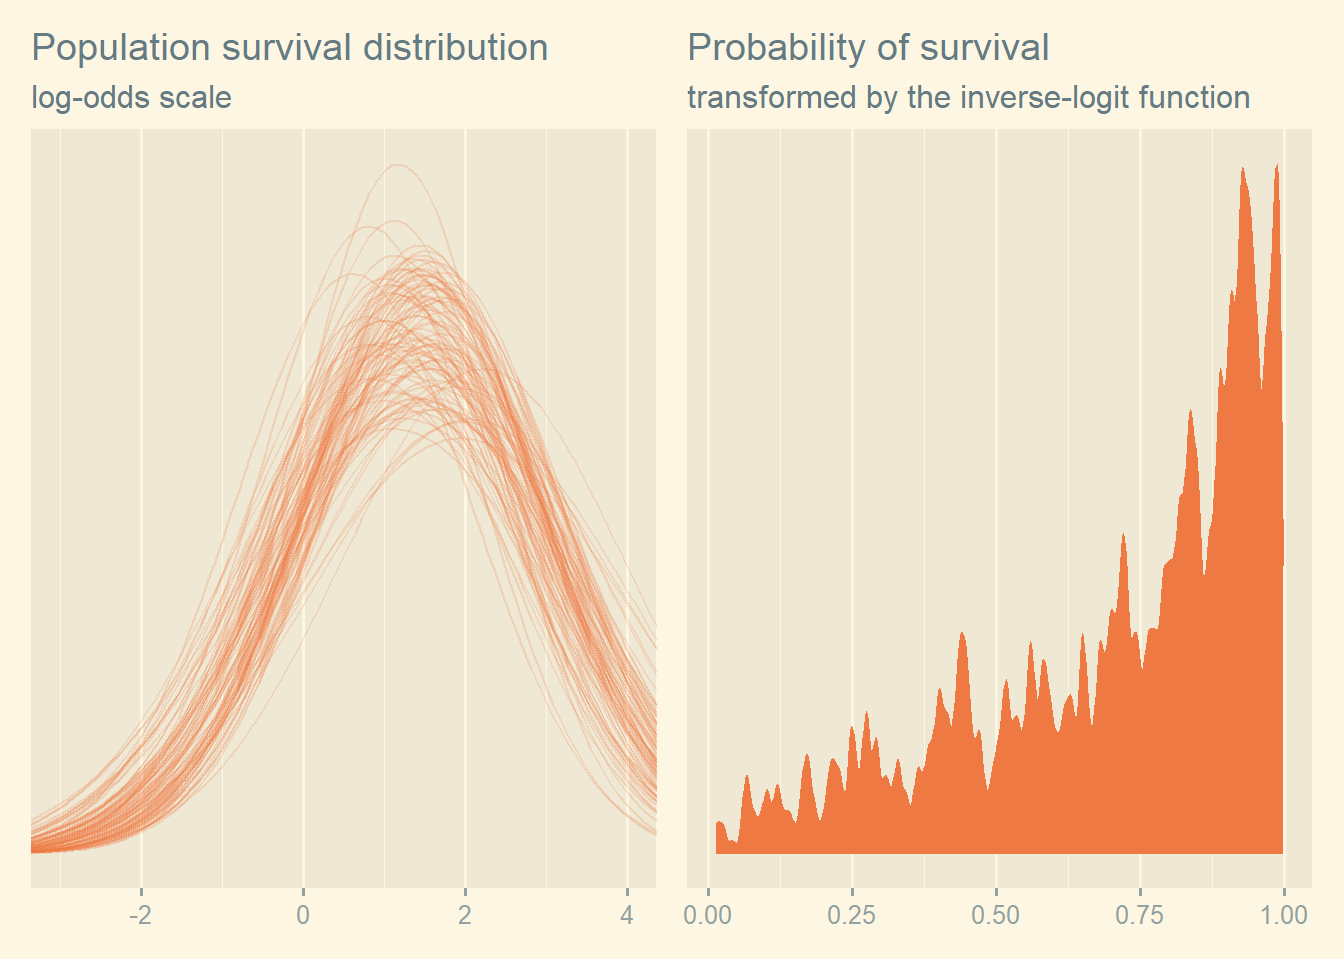 Population survival distribution
log-odds scale
-2 0 2 4
Probability of survival
transformed by the inverse-logit function
0.00 0.25 0.50 0.75 1.00